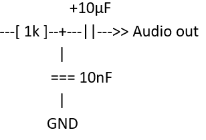 +10µF
---[ 1k ]--+---||--->> Audio out
|
=== 10nF
|
GND